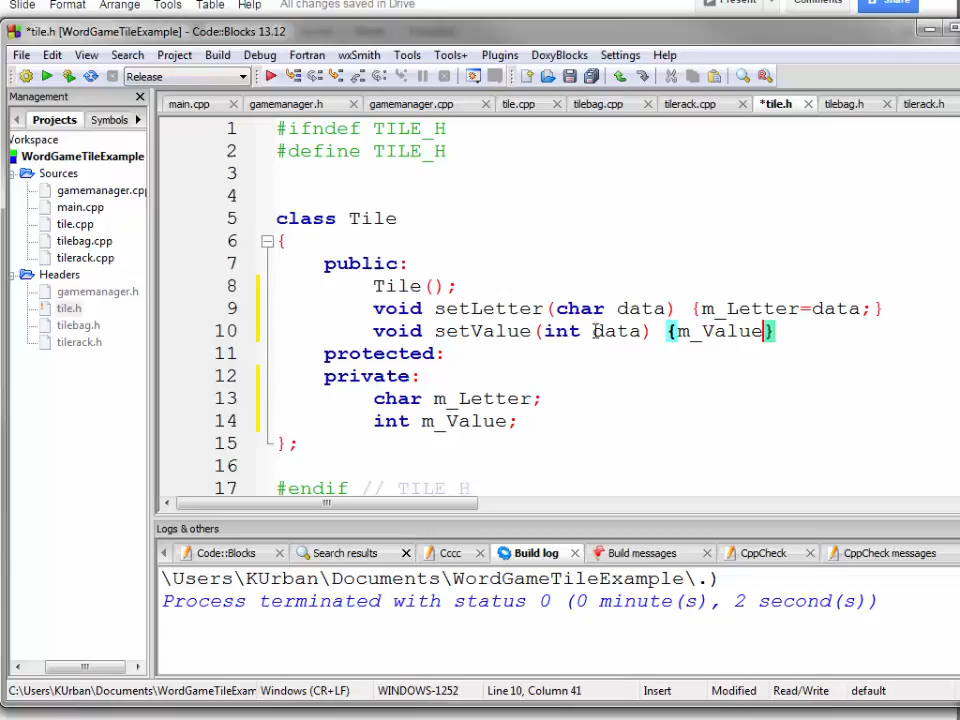 Slide Format Arrange Tools Table Help All changes saved in Drive Present Comments Share
*tile.h [WordGameTileExample] - Code::Blocks 13.12
File Edit View Search Project Build Debug Fortran wxSmith Tools Tools+ Plugins DoxyBlocks Settings Help
Release
Management
main.cpp gamemanager.h gamemanager.cpp tile.cpp tilebag.cpp tilerack.cpp *tile.h tilebag.h tilerack.h
Projects Symbols
Workspace
WordGameTileExample
Sources
gamemanager.cpp
main.cpp
tile.cpp
tilebag.cpp
tilerack.cpp
Headers
gamemanager.h
tile.h
tilebag.h
tilerack.h
1 #ifndef TILE_H
2 #define TILE_H
3
4
5 class Tile
6 {
7 public:
8 Tile();
9 void setLetter(char data) {m_Letter=data;}
10 void setValue(int data) {m_Value}
11 protected:
12 private:
13 char m_Letter;
14 int m_Value;
15 };
16
17 #endif // TILE_H
Logs & others
Code::Blocks Search results Cccc Build log Build messages CppCheck CppCheck messages
\Users\KUrban\Documents\WordGameTileExample\.)
Process terminated with status 0 (0 minute(s), 2 second(s))
C:\Users\KUrban\Documents\WordGameTileExam Windows (CR+LF) WINDOWS-1252 Line 10, Column 41 Insert Modified Read/Write default